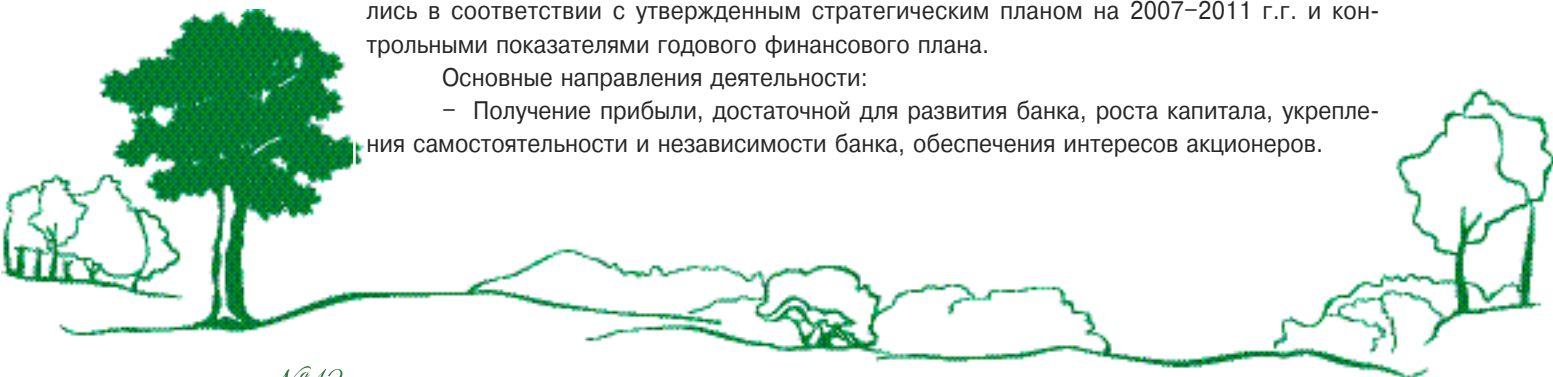 лись в соответствии с утвержденным стратегическим планом на 2007–2011 г.г. и кон-
трольными показателями годового финансового плана.
Основные направления деятельности:
– Получение прибыли, достаточной для развития банка, роста капитала, укрепле-
ния самостоятельности и независимости банка, обеспечения интересов акционеров.